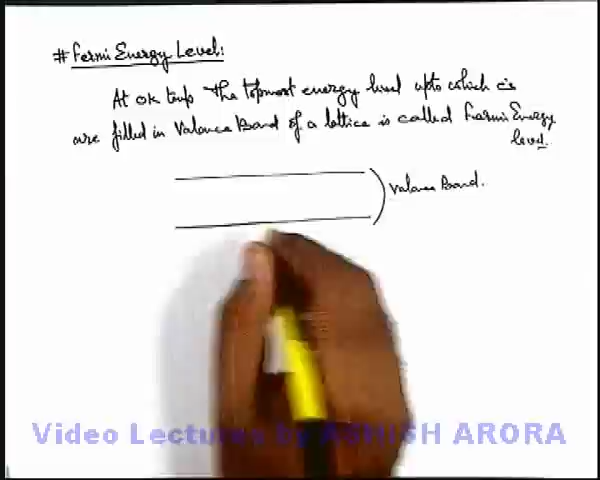 # Fermi Energy Level:
At 0K temp the topmost energy level upto which e⁻s
are filled in Valance Band of a lattice is called Fermi Energy
level.
Valance Band.
Video Lectures by ASHISH ARORA